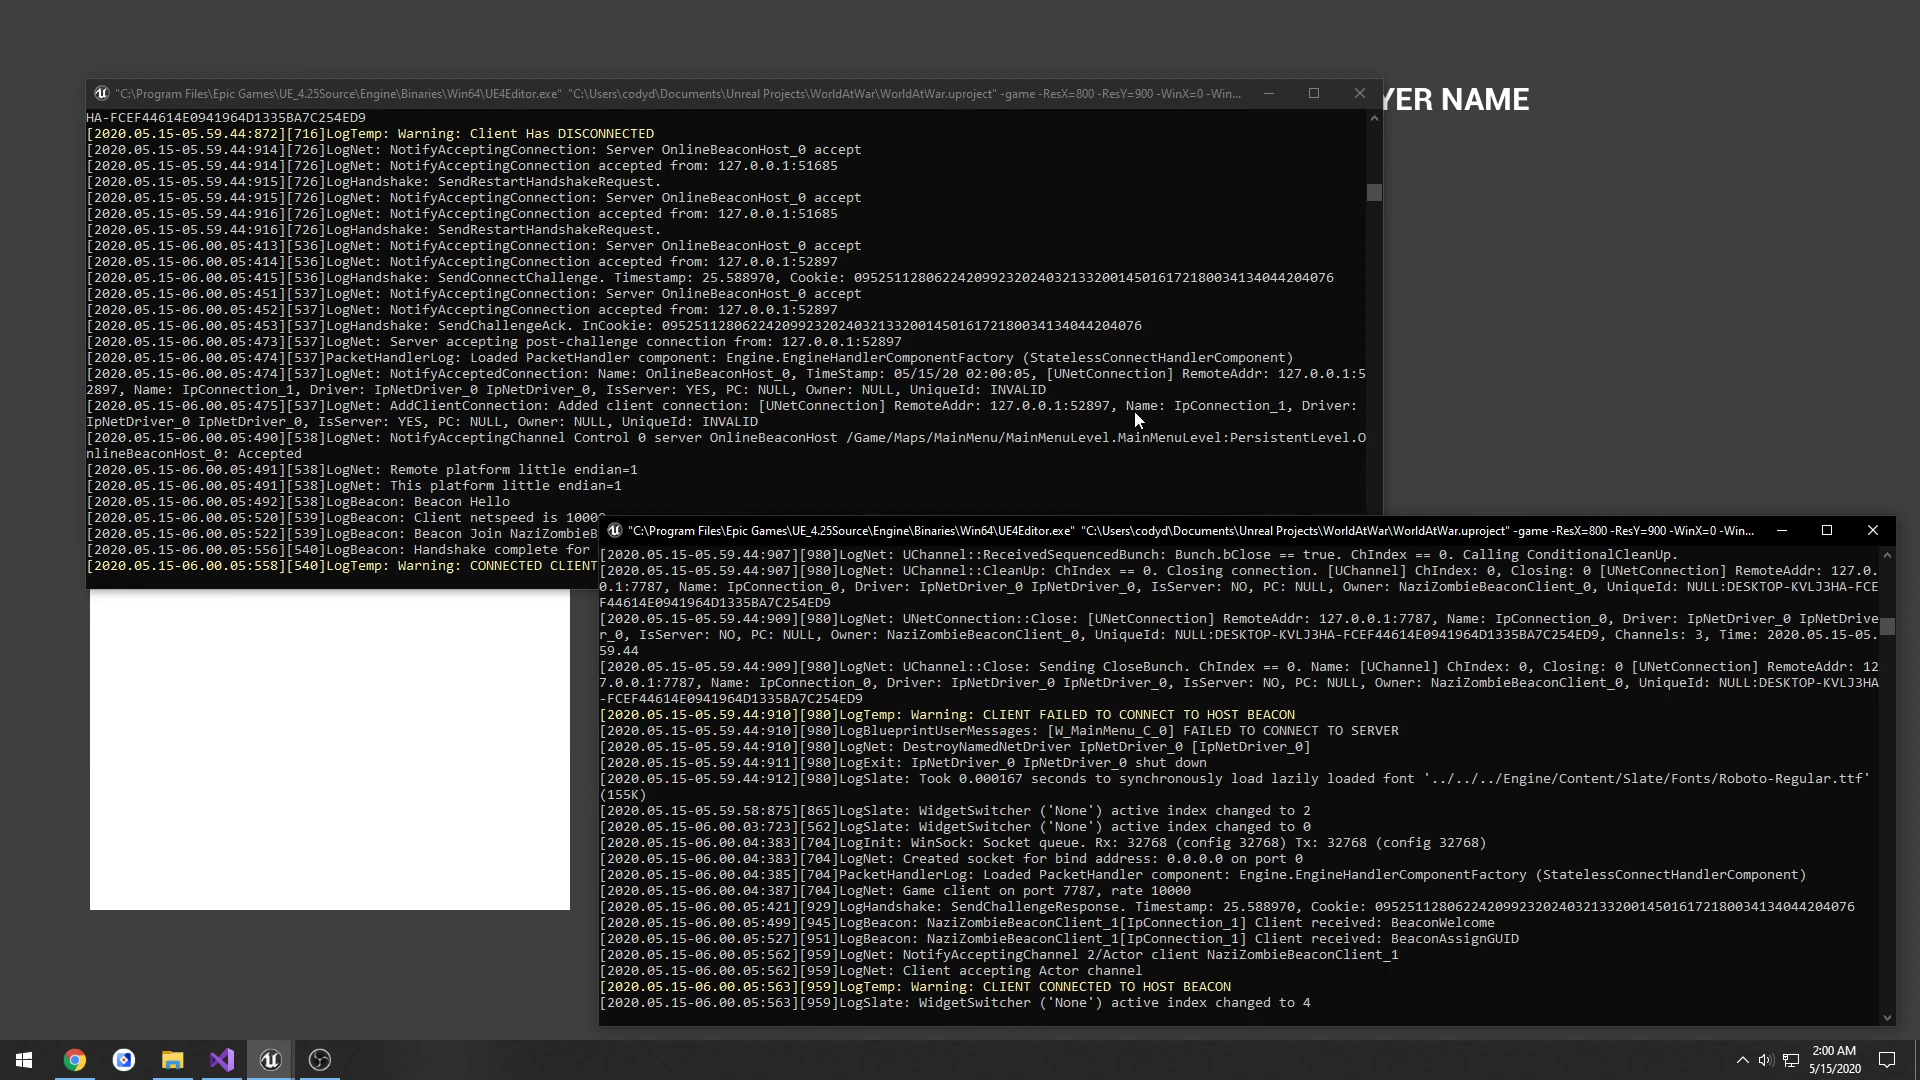 YER NAME
"C:\Program Files\Epic Games\UE_4.25Source\Engine\Binaries\Win64\UE4Editor.exe" "C:\Users\codyd\Documents\Unreal Projects\WorldAtWar\WorldAtWar.uproject" -game -ResX=800 -ResY=900 -WinX=0 -Win...
HA-FCEF44614E0941964D1335BA7C254ED9
[2020.05.15-05.59.44:872][716]LogTemp: Warning: Client Has DISCONNECTED
[2020.05.15-05.59.44:914][726]LogNet: NotifyAcceptingConnection: Server OnlineBeaconHost_0 accept
[2020.05.15-05.59.44:914][726]LogNet: NotifyAcceptingConnection accepted from: 127.0.0.1:51685
[2020.05.15-05.59.44:915][726]LogHandshake: SendRestartHandshakeRequest.
[2020.05.15-05.59.44:915][726]LogNet: NotifyAcceptingConnection: Server OnlineBeaconHost_0 accept
[2020.05.15-05.59.44:916][726]LogNet: NotifyAcceptingConnection accepted from: 127.0.0.1:51685
[2020.05.15-05.59.44:916][726]LogHandshake: SendRestartHandshakeRequest.
[2020.05.15-06.00.05:413][536]LogNet: NotifyAcceptingConnection: Server OnlineBeaconHost_0 accept
[2020.05.15-06.00.05:414][536]LogNet: NotifyAcceptingConnection accepted from: 127.0.0.1:52897
[2020.05.15-06.00.05:415][536]LogHandshake: SendConnectChallenge. Timestamp: 25.588970, Cookie: 095251128062242099232024032133200145016172180034134044204076
[2020.05.15-06.00.05:451][537]LogNet: NotifyAcceptingConnection: Server OnlineBeaconHost_0 accept
[2020.05.15-06.00.05:452][537]LogNet: NotifyAcceptingConnection accepted from: 127.0.0.1:52897
[2020.05.15-06.00.05:453][537]LogHandshake: SendChallengeAck. InCookie: 095251128062242099232024032133200145016172180034134044204076
[2020.05.15-06.00.05:473][537]LogNet: Server accepting post-challenge connection from: 127.0.0.1:52897
[2020.05.15-06.00.05:474][537]PacketHandlerLog: Loaded PacketHandler component: Engine.EngineHandlerComponentFactory (StatelessConnectHandlerComponent)
[2020.05.15-06.00.05:474][537]LogNet: NotifyAcceptedConnection: Name: OnlineBeaconHost_0, TimeStamp: 05/15/20 02:00:05, [UNetConnection] RemoteAddr: 127.0.0.1:5
2897, Name: IpConnection_1, Driver: IpNetDriver_0 IpNetDriver_0, IsServer: YES, PC: NULL, Owner: NULL, UniqueId: INVALID
[2020.05.15-06.00.05:475][537]LogNet: AddClientConnection: Added client connection: [UNetConnection] RemoteAddr: 127.0.0.1:52897, Name: IpConnection_1, Driver:
IpNetDriver_0 IpNetDriver_0, IsServer: YES, PC: NULL, Owner: NULL, UniqueId: INVALID
[2020.05.15-06.00.05:490][538]LogNet: NotifyAcceptingChannel Control 0 server OnlineBeaconHost /Game/Maps/MainMenu/MainMenuLevel.MainMenuLevel:PersistentLevel.O
nlineBeaconHost_0: Accepted
[2020.05.15-06.00.05:491][538]LogNet: Remote platform little endian=1
[2020.05.15-06.00.05:491][538]LogNet: This platform little endian=1
[2020.05.15-06.00.05:492][538]LogBeacon: Beacon Hello
[2020.05.15-06.00.05:520][539]LogBeacon: Client netspeed is 10000
[2020.05.15-06.00.05:522][539]LogBeacon: Beacon Join NaziZombieB
[2020.05.15-06.00.05:556][540]LogBeacon: Handshake complete for
[2020.05.15-06.00.05:558][540]LogTemp: Warning: CONNECTED CLIENT
"C:\Program Files\Epic Games\UE_4.25Source\Engine\Binaries\Win64\UE4Editor.exe" "C:\Users\codyd\Documents\Unreal Projects\WorldAtWar\WorldAtWar.uproject" -game -ResX=800 -ResY=900 -WinX=0 -Win...
[2020.05.15-05.59.44:907][980]LogNet: UChannel::ReceivedSequencedBunch: Bunch.bClose == true. ChIndex == 0. Calling ConditionalCleanUp.
[2020.05.15-05.59.44:907][980]LogNet: UChannel::CleanUp: ChIndex == 0. Closing connection. [UChannel] ChIndex: 0, Closing: 0 [UNetConnection] RemoteAddr: 127.0.
0.1:7787, Name: IpConnection_0, Driver: IpNetDriver_0 IpNetDriver_0, IsServer: NO, PC: NULL, Owner: NaziZombieBeaconClient_0, UniqueId: NULL:DESKTOP-KVLJ3HA-FCE
F44614E0941964D1335BA7C254ED9
[2020.05.15-05.59.44:909][980]LogNet: UNetConnection::Close: [UNetConnection] RemoteAddr: 127.0.0.1:7787, Name: IpConnection_0, Driver: IpNetDriver_0 IpNetDrive
r_0, IsServer: NO, PC: NULL, Owner: NaziZombieBeaconClient_0, UniqueId: NULL:DESKTOP-KVLJ3HA-FCEF44614E0941964D1335BA7C254ED9, Channels: 3, Time: 2020.05.15-05.
59.44
[2020.05.15-05.59.44:909][980]LogNet: UChannel::Close: Sending CloseBunch. ChIndex == 0. Name: [UChannel] ChIndex: 0, Closing: 0 [UNetConnection] RemoteAddr: 12
7.0.0.1:7787, Name: IpConnection_0, Driver: IpNetDriver_0 IpNetDriver_0, IsServer: NO, PC: NULL, Owner: NaziZombieBeaconClient_0, UniqueId: NULL:DESKTOP-KVLJ3HA
-FCEF44614E0941964D1335BA7C254ED9
[2020.05.15-05.59.44:910][980]LogTemp: Warning: CLIENT FAILED TO CONNECT TO HOST BEACON
[2020.05.15-05.59.44:910][980]LogBlueprintUserMessages: [W_MainMenu_C_0] FAILED TO CONNECT TO SERVER
[2020.05.15-05.59.44:910][980]LogNet: DestroyNamedNetDriver IpNetDriver_0 [IpNetDriver_0]
[2020.05.15-05.59.44:911][980]LogExit: IpNetDriver_0 IpNetDriver_0 shut down
[2020.05.15-05.59.44:912][980]LogSlate: Took 0.000167 seconds to synchronously load lazily loaded font '../../../Engine/Content/Slate/Fonts/Roboto-Regular.ttf'
(155K)
[2020.05.15-05.59.58:875][865]LogSlate: WidgetSwitcher ('None') active index changed to 2
[2020.05.15-06.00.03:723][562]LogSlate: WidgetSwitcher ('None') active index changed to 0
[2020.05.15-06.00.04:383][704]LogInit: WinSock: Socket queue. Rx: 32768 (config 32768) Tx: 32768 (config 32768)
[2020.05.15-06.00.04:383][704]LogNet: Created socket for bind address: 0.0.0.0 on port 0
[2020.05.15-06.00.04:385][704]PacketHandlerLog: Loaded PacketHandler component: Engine.EngineHandlerComponentFactory (StatelessConnectHandlerComponent)
[2020.05.15-06.00.04:387][704]LogNet: Game client on port 7787, rate 10000
[2020.05.15-06.00.05:421][929]LogHandshake: SendChallengeResponse. Timestamp: 25.588970, Cookie: 095251128062242099232024032133200145016172180034134044204076
[2020.05.15-06.00.05:499][945]LogBeacon: NaziZombieBeaconClient_1[IpConnection_1] Client received: BeaconWelcome
[2020.05.15-06.00.05:527][951]LogBeacon: NaziZombieBeaconClient_1[IpConnection_1] Client received: BeaconAssignGUID
[2020.05.15-06.00.05:562][959]LogNet: NotifyAcceptingChannel 2/Actor client NaziZombieBeaconClient_1
[2020.05.15-06.00.05:562][959]LogNet: Client accepting Actor channel
[2020.05.15-06.00.05:563][959]LogTemp: Warning: CLIENT CONNECTED TO HOST BEACON
[2020.05.15-06.00.05:563][959]LogSlate: WidgetSwitcher ('None') active index changed to 4
2:00 AM
5/15/2020